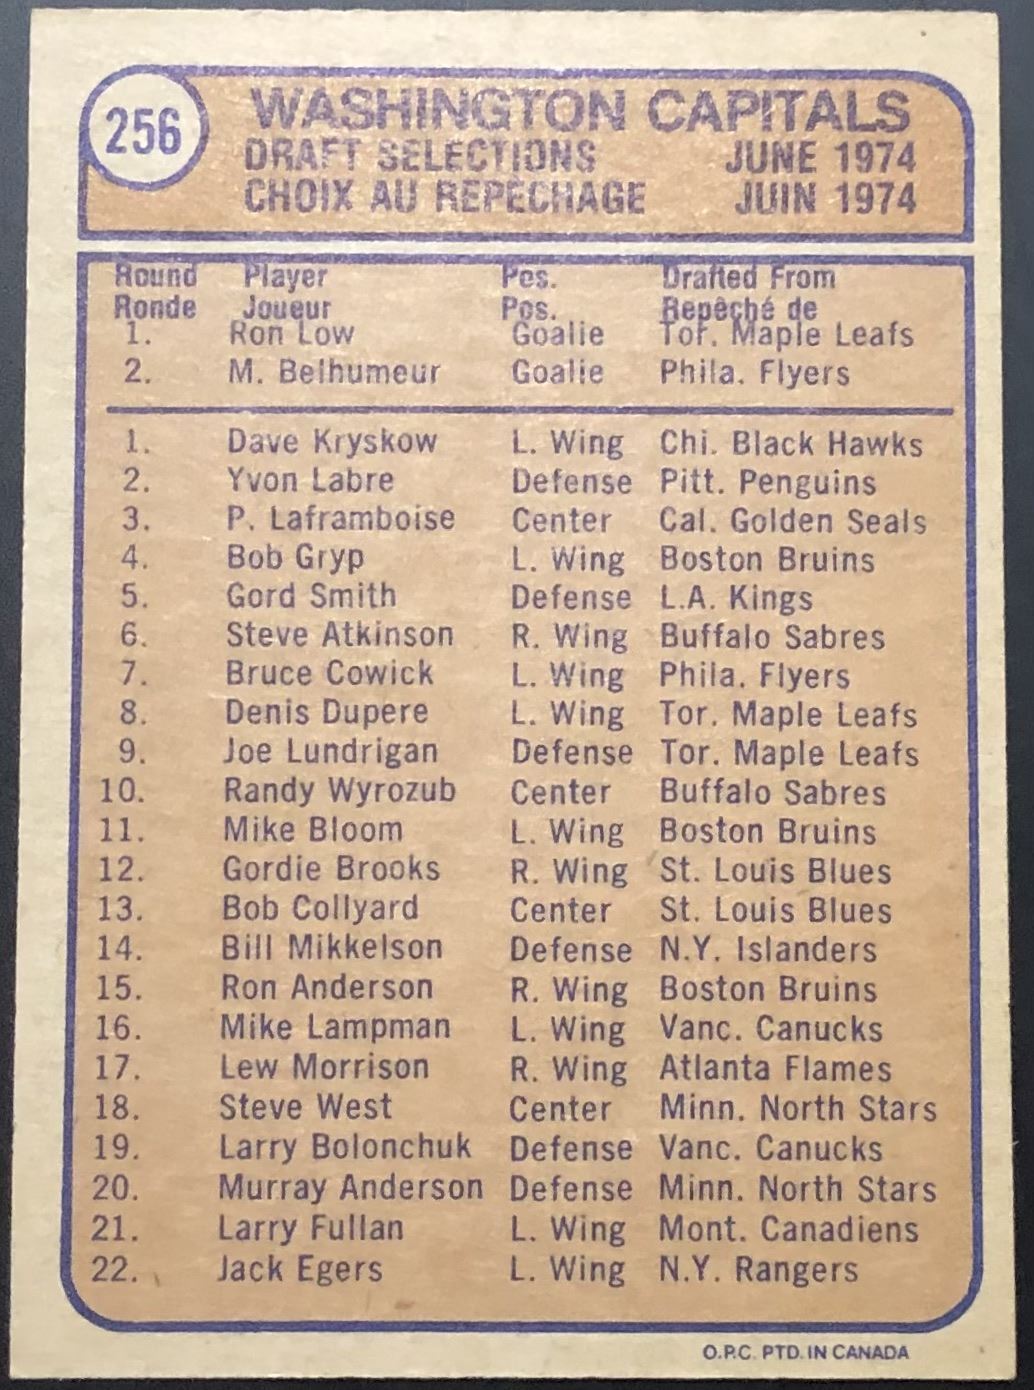 256
WASHINGTON CAPITALS
DRAFT SELECTIONS JUNE 1974
CHOIX AU REPECHAGE JUIN 1974
Round Player Pos. Drafted From
Ronde Joueur Pos. Repêché de
1. Ron Low Goalie Tor. Maple Leafs
2. M. Belhumeur Goalie Phila. Flyers
1. Dave Kryskow L. Wing Chi. Black Hawks
2. Yvon Labre Defense Pitt. Penguins
3. P. Laframboise Center Cal. Golden Seals
4. Bob Gryp L. Wing Boston Bruins
5. Gord Smith Defense L.A. Kings
6. Steve Atkinson R. Wing Buffalo Sabres
7. Bruce Cowick L. Wing Phila. Flyers
8. Denis Dupere L. Wing Tor. Maple Leafs
9. Joe Lundrigan Defense Tor. Maple Leafs
10. Randy Wyrozub Center Buffalo Sabres
11. Mike Bloom L. Wing Boston Bruins
12. Gordie Brooks R. Wing St. Louis Blues
13. Bob Collyard Center St. Louis Blues
14. Bill Mikkelson Defense N.Y. Islanders
15. Ron Anderson R. Wing Boston Bruins
16. Mike Lampman L. Wing Vanc. Canucks
17. Lew Morrison R. Wing Atlanta Flames
18. Steve West Center Minn. North Stars
19. Larry Bolonchuk Defense Vanc. Canucks
20. Murray Anderson Defense Minn. North Stars
21. Larry Fullan L. Wing Mont. Canadiens
22. Jack Egers L. Wing N.Y. Rangers
O.P.C. PTD. IN CANADA